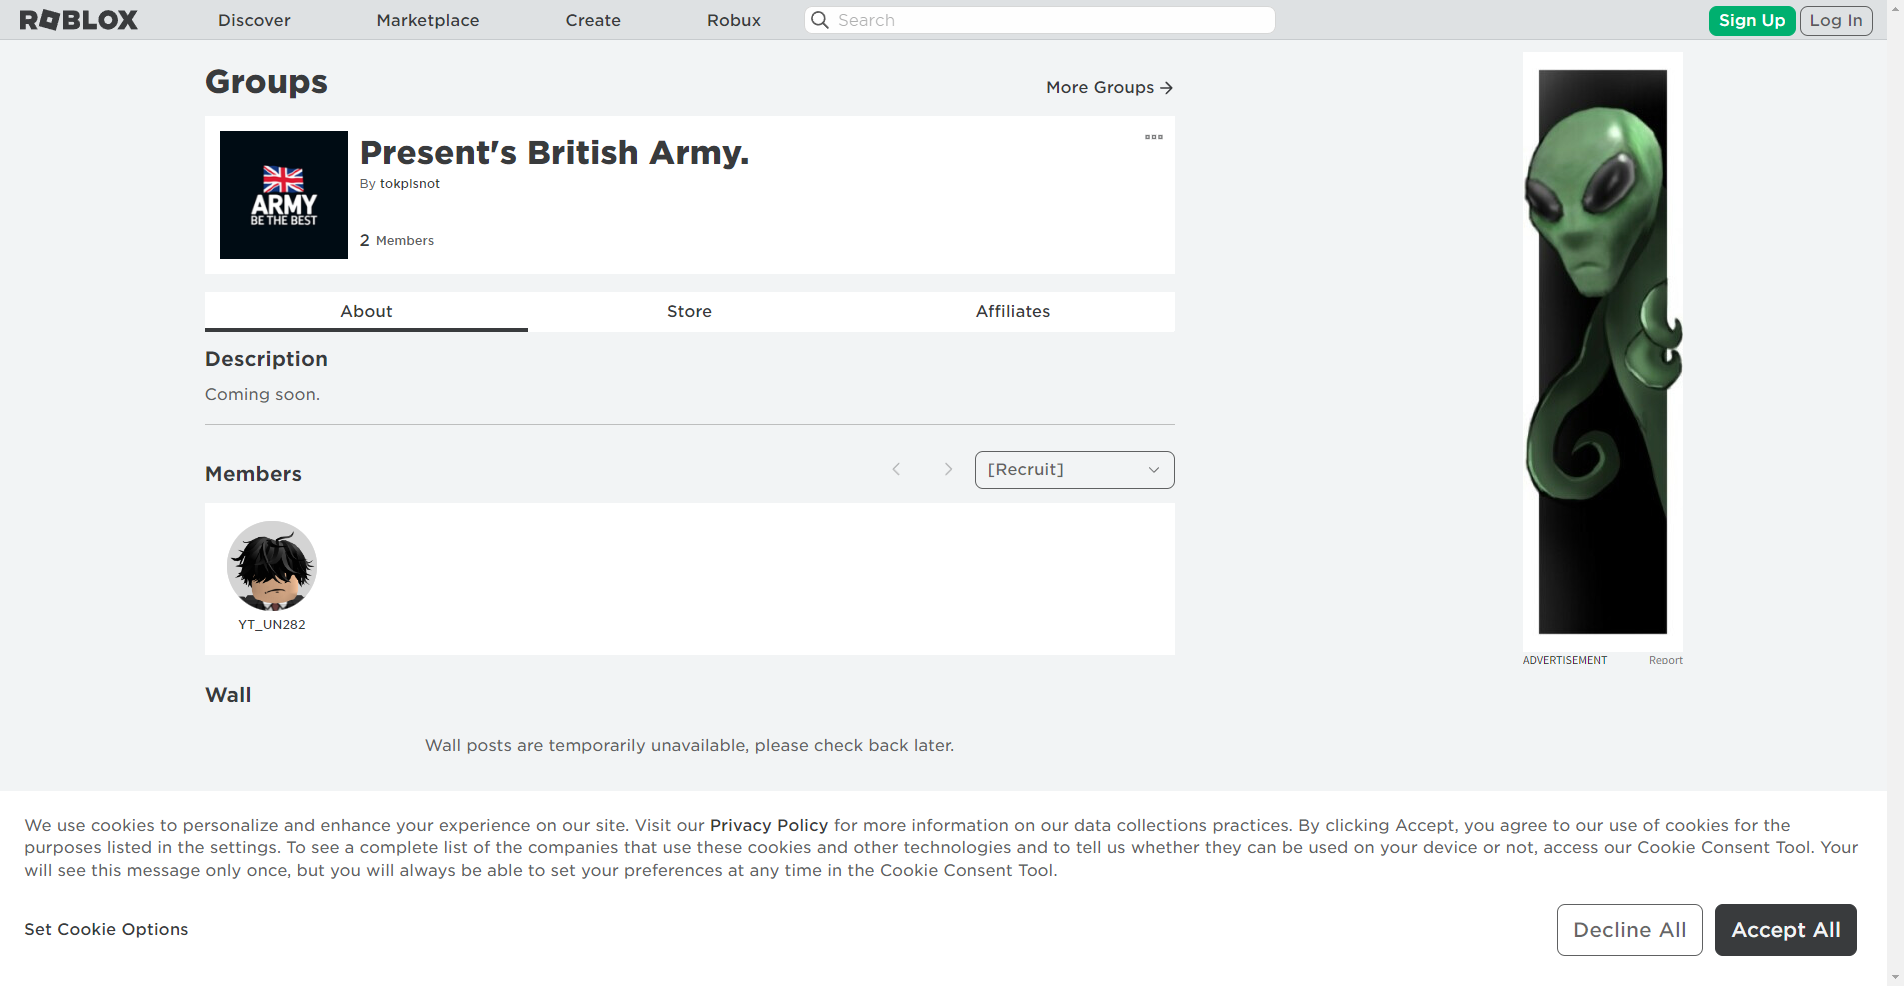 ROBLOX Discover Marketplace Create Robux Search Sign Up Log In
Groups
More Groups
ARMY
BE THE BEST
Present's British Army.
By tokplsnot
2 Members
About Store Affiliates
Description
Coming soon.
Members
[Recruit]
YT_UN282
ADVERTISEMENT Report
Wall
Wall posts are temporarily unavailable, please check back later.
We use cookies to personalize and enhance your experience on our site. Visit our Privacy Policy for more information on our data collections practices. By clicking Accept, you agree to our use of cookies for the
purposes listed in the settings. To see a complete list of the companies that use these cookies and other technologies and to tell us whether they can be used on your device or not, access our Cookie Consent Tool. Your
will see this message only once, but you will always be able to set your preferences at any time in the Cookie Consent Tool.
Set Cookie Options
Decline All Accept All